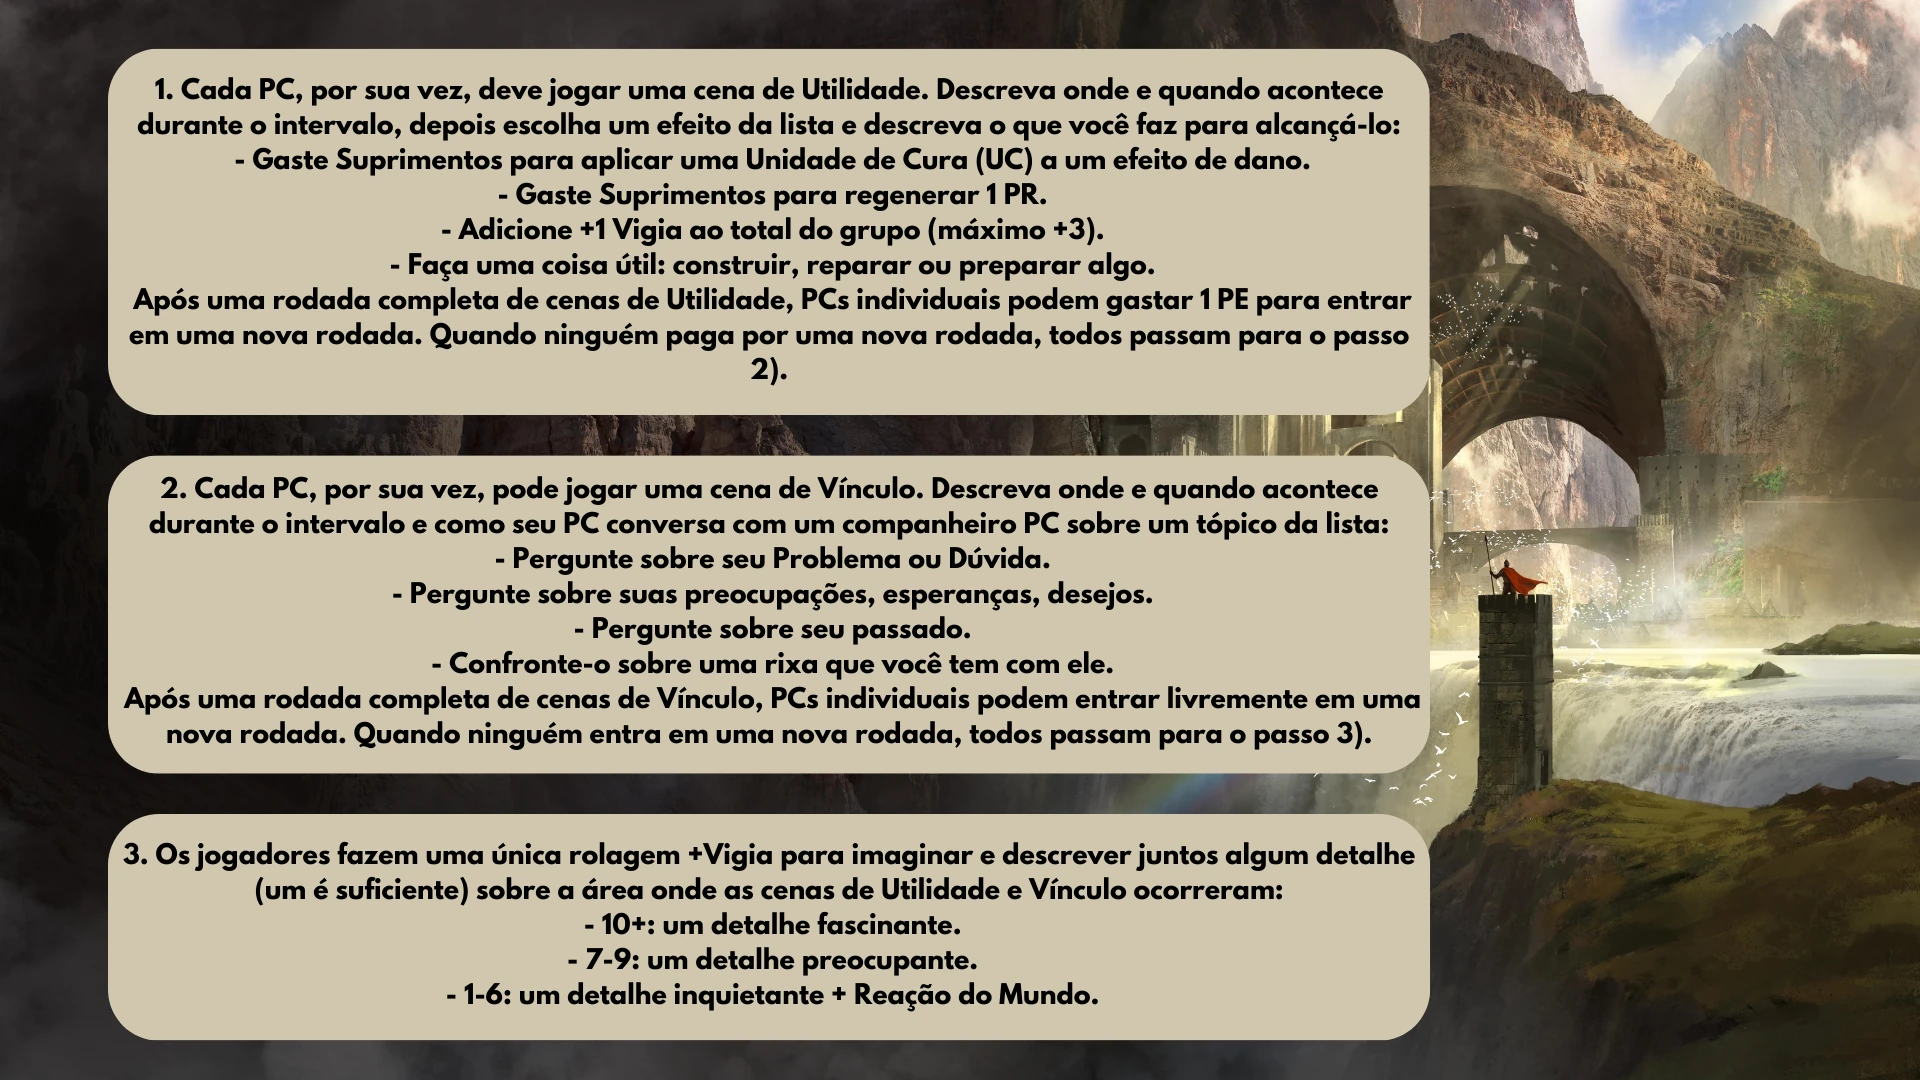 1. Cada PC, por sua vez, deve jogar uma cena de Utilidade. Descreva onde e quando acontece
durante o intervalo, depois escolha um efeito da lista e descreva o que você faz para alcançá-lo:
- Gaste Suprimentos para aplicar uma Unidade de Cura (UC) a um efeito de dano.
- Gaste Suprimentos para regenerar 1 PR.
- Adicione +1 Vigia ao total do grupo (máximo +3).
- Faça uma coisa útil: construir, reparar ou preparar algo.
Após uma rodada completa de cenas de Utilidade, PCs individuais podem gastar 1 PE para entrar
em uma nova rodada. Quando ninguém paga por uma nova rodada, todos passam para o passo
2).
2. Cada PC, por sua vez, pode jogar uma cena de Vínculo. Descreva onde e quando acontece
durante o intervalo e como seu PC conversa com um companheiro PC sobre um tópico da lista:
- Pergunte sobre seu Problema ou Dúvida.
- Pergunte sobre suas preocupações, esperanças, desejos.
- Pergunte sobre seu passado.
- Confronte-o sobre uma rixa que você tem com ele.
Após uma rodada completa de cenas de Vínculo, PCs individuais podem entrar livremente em uma
nova rodada. Quando ninguém entra em uma nova rodada, todos passam para o passo 3).
3. Os jogadores fazem uma única rolagem +Vigia para imaginar e descrever juntos algum detalhe
(um é suficiente) sobre a área onde as cenas de Utilidade e Vínculo ocorreram:
- 10+: um detalhe fascinante.
- 7-9: um detalhe preocupante.
- 1-6: um detalhe inquietante + Reação do Mundo.